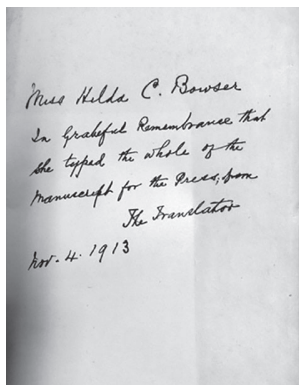 Miss Hilda C. Bowser
In Grateful Remembrance that
she typed the whole of the
Manuscript for the Press, from
The Translator
Nov. 4. 1913